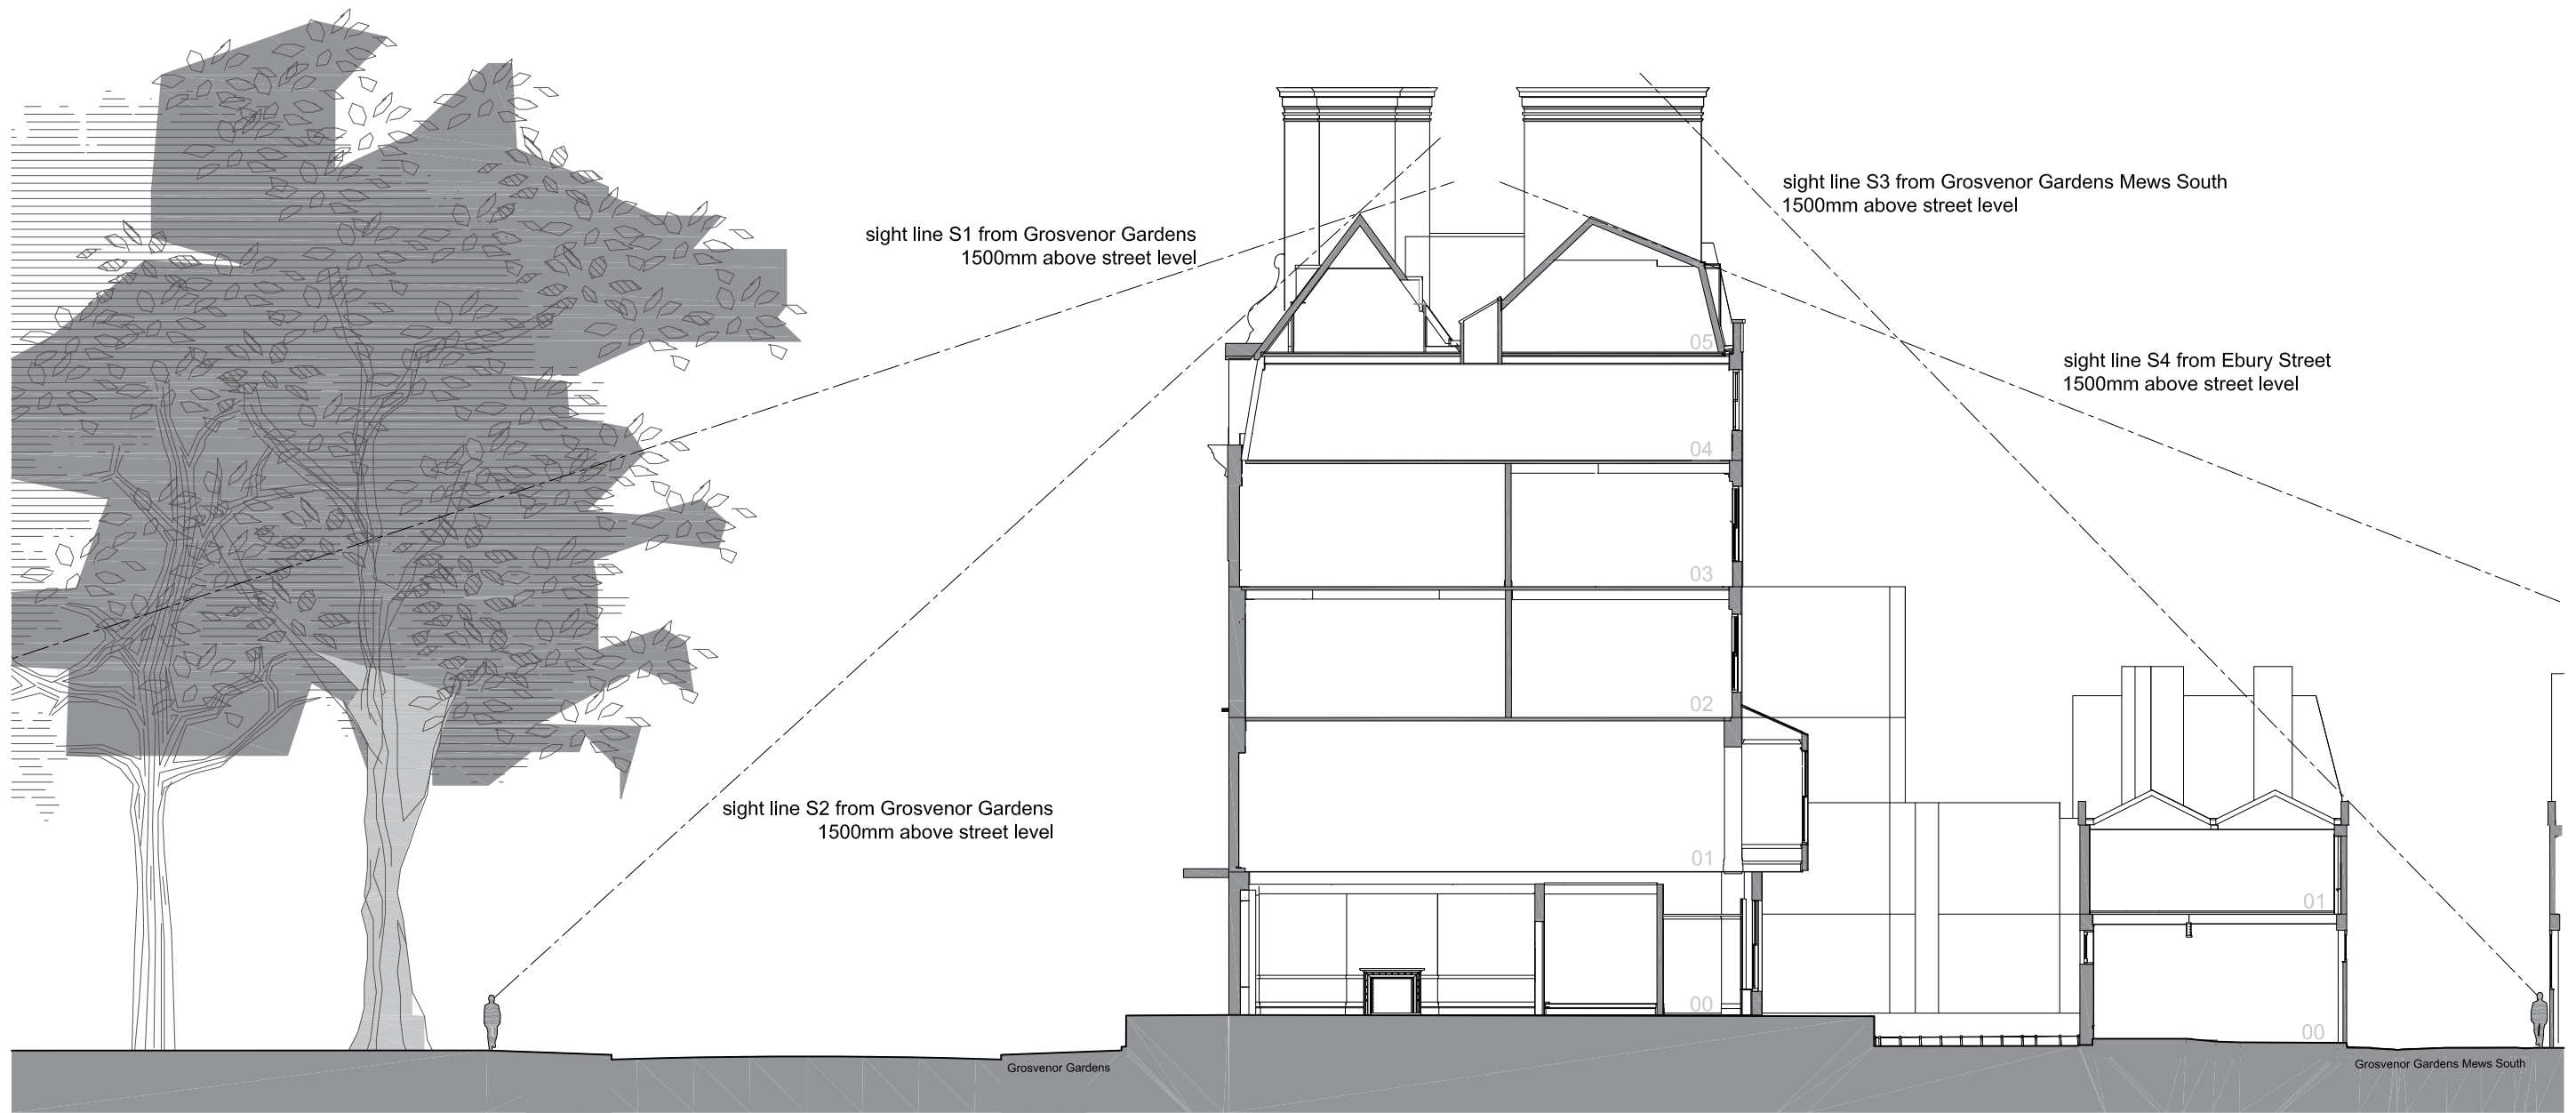 sight line S1 from Grosvenor Gardens
1500mm above street level
sight line S3 from Grosvenor Gardens Mews South
1500mm above street level
sight line S4 from Ebury Street
1500mm above street level
sight line S2 from Grosvenor Gardens
1500mm above street level
05
04
03
02
01
00
01
00
Grosvenor Gardens
Grosvenor Gardens Mews South